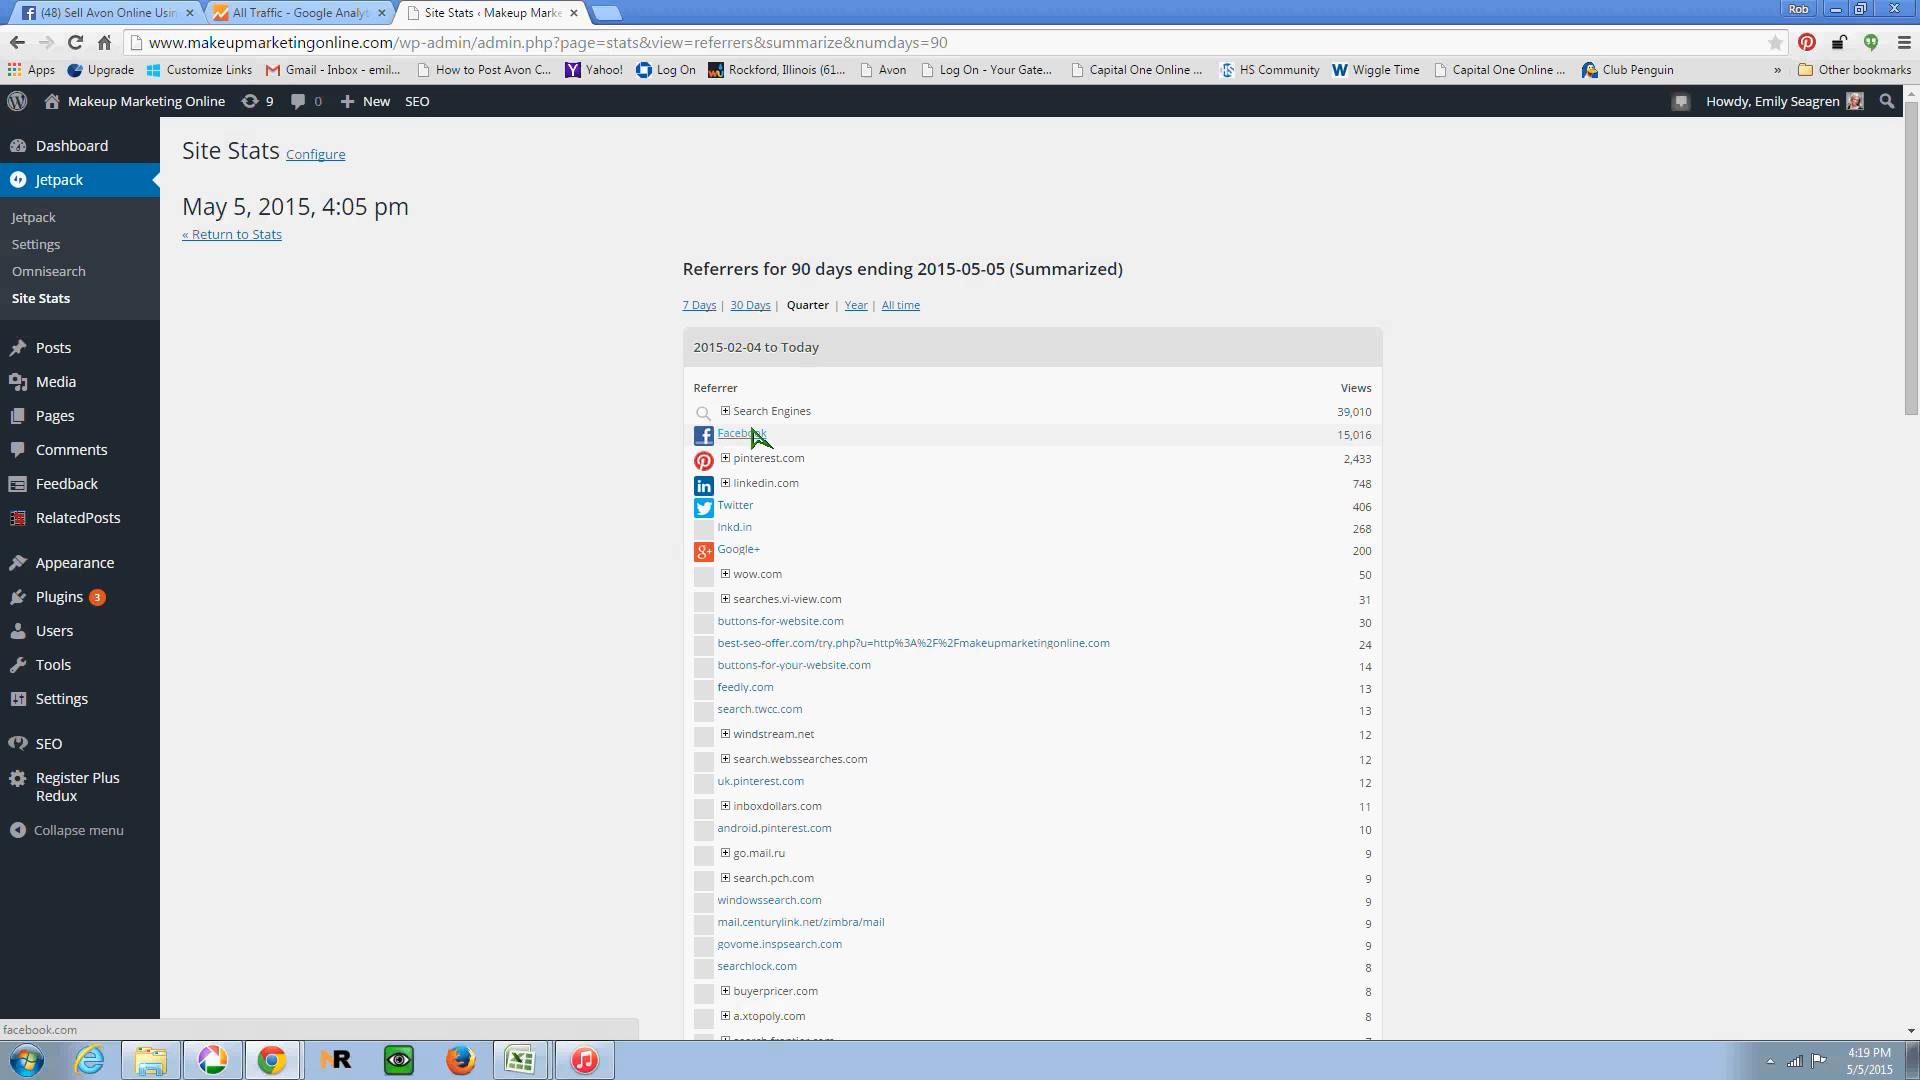 (48) Sell Avon Online Usin
All Traffic - Google Analyt
Site Stats ‹ Makeup Marke
Rob
www.makeupmarketingonline.com/wp-admin/admin.php?page=stats&view=referrers&summarize&numdays=90
Apps
Upgrade
Customize Links
Gmail - Inbox - emil...
How to Post Avon C...
Yahoo!
Log On
Rockford, Illinois (61...
Avon
Log On - Your Gate...
Capital One Online ...
HS Community
Wiggle Time
Capital One Online ...
Club Penguin
»
Other bookmarks
Makeup Marketing Online
9
0
New
SEO
Howdy, Emily Seagren
Dashboard
Jetpack
Jetpack
Settings
Omnisearch
Site Stats
Posts
Media
Pages
Comments
Feedback
RelatedPosts
Appearance
Plugins 3
Users
Tools
Settings
SEO
Register Plus
Redux
Collapse menu
Site Stats Configure
May 5, 2015, 4:05 pm
« Return to Stats
Referrers for 90 days ending 2015-05-05 (Summarized)
7 Days | 30 Days | Quarter | Year | All time
2015-02-04 to Today
Referrer Views
Search Engines 39,010
Facebook 15,016
pinterest.com 2,433
linkedin.com 748
Twitter 406
lnkd.in 268
Google+ 200
wow.com 50
searches.vi-view.com 31
buttons-for-website.com 30
best-seo-offer.com/try.php?u=http%3A%2F%2Fmakeupmarketingonline.com 24
buttons-for-your-website.com 14
feedly.com 13
search.twcc.com 13
windstream.net 12
search.webssearches.com 12
uk.pinterest.com 12
inboxdollars.com 11
android.pinterest.com 10
go.mail.ru 9
search.pch.com 9
windowssearch.com 9
mail.centurylink.net/zimbra/mail 9
govome.inspsearch.com 9
searchlock.com 8
buyerpricer.com 8
a.xtopoly.com 8
facebook.com
NR
4:19 PM
5/5/2015